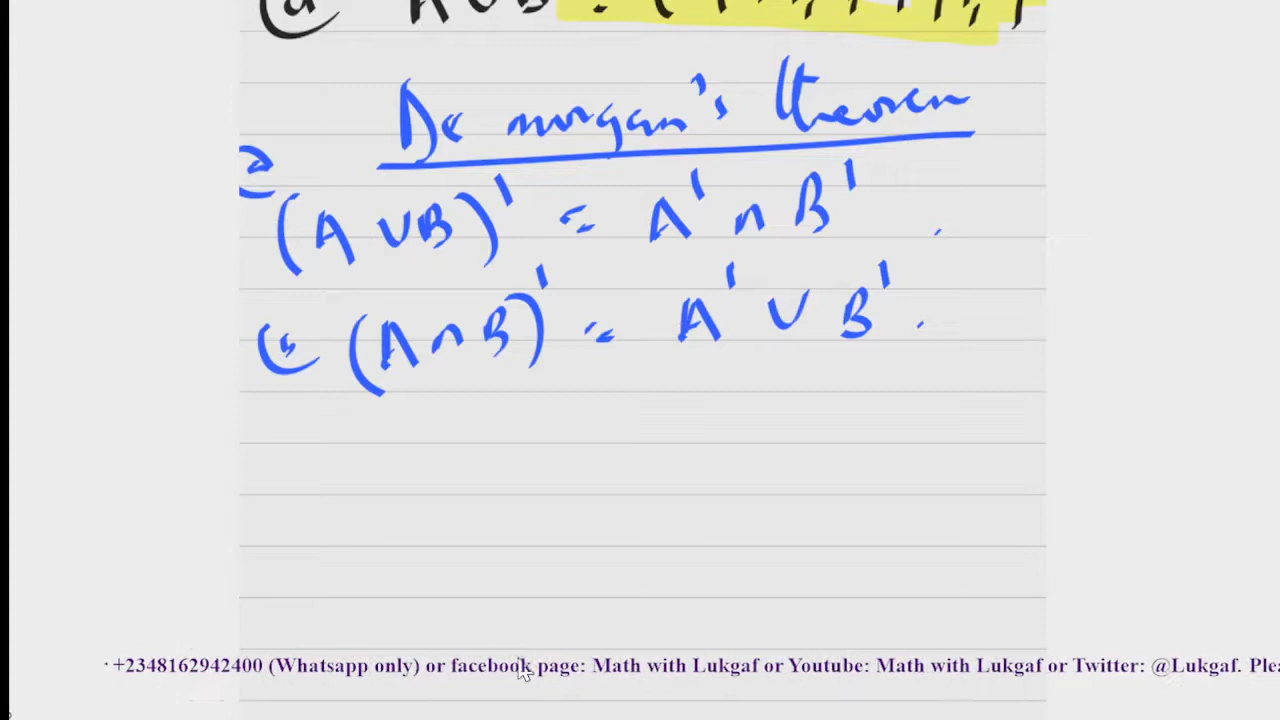 (a) A ∪ B
De morgan's theorem
(a
(A ∪ B)' = A' ∩ B'.
(b (A ∩ B)' = A' ∪ B'.
· +2348162942400 (Whatsapp only) or facebook page: Math with Lukgaf or Youtube: Math with Lukgaf or Twitter: @Lukgaf. Plea